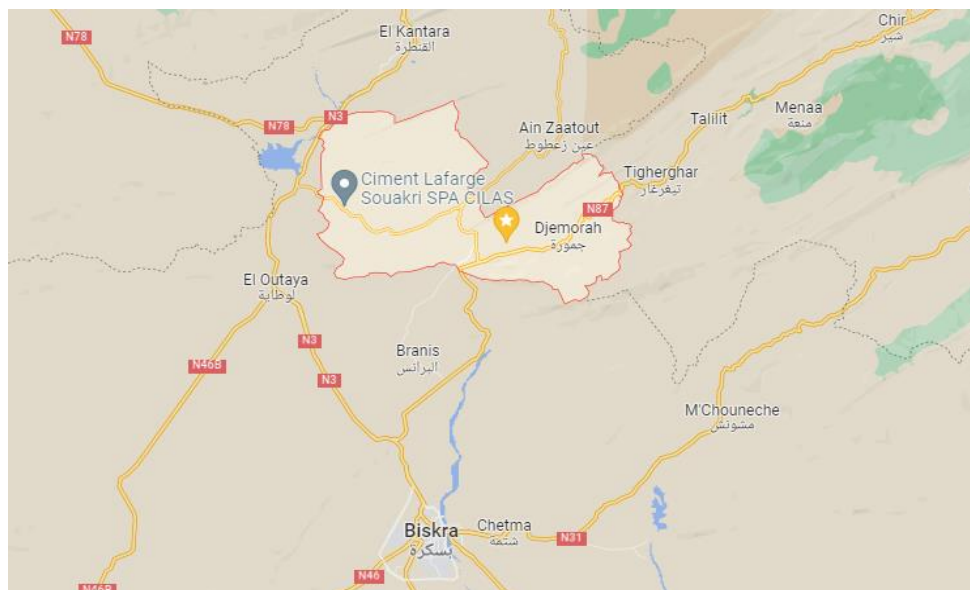 Chir
شير
N78
El Kantara
القنطرة
N78
N3
Menaa
منعة
Talilit
Ain Zaatout
عين زعطوط
Tigherghar
تيغرغار
Ciment Lafarge
Souakri SPA CILAS
N87
Djemorah
جمورة
El Outaya
لوطاية
N3
Branis
البرانس
N46B
N3
M'Chouneche
مشونش
Biskra
بسكرة
Chetma
شتمة
N31
N46
N46B